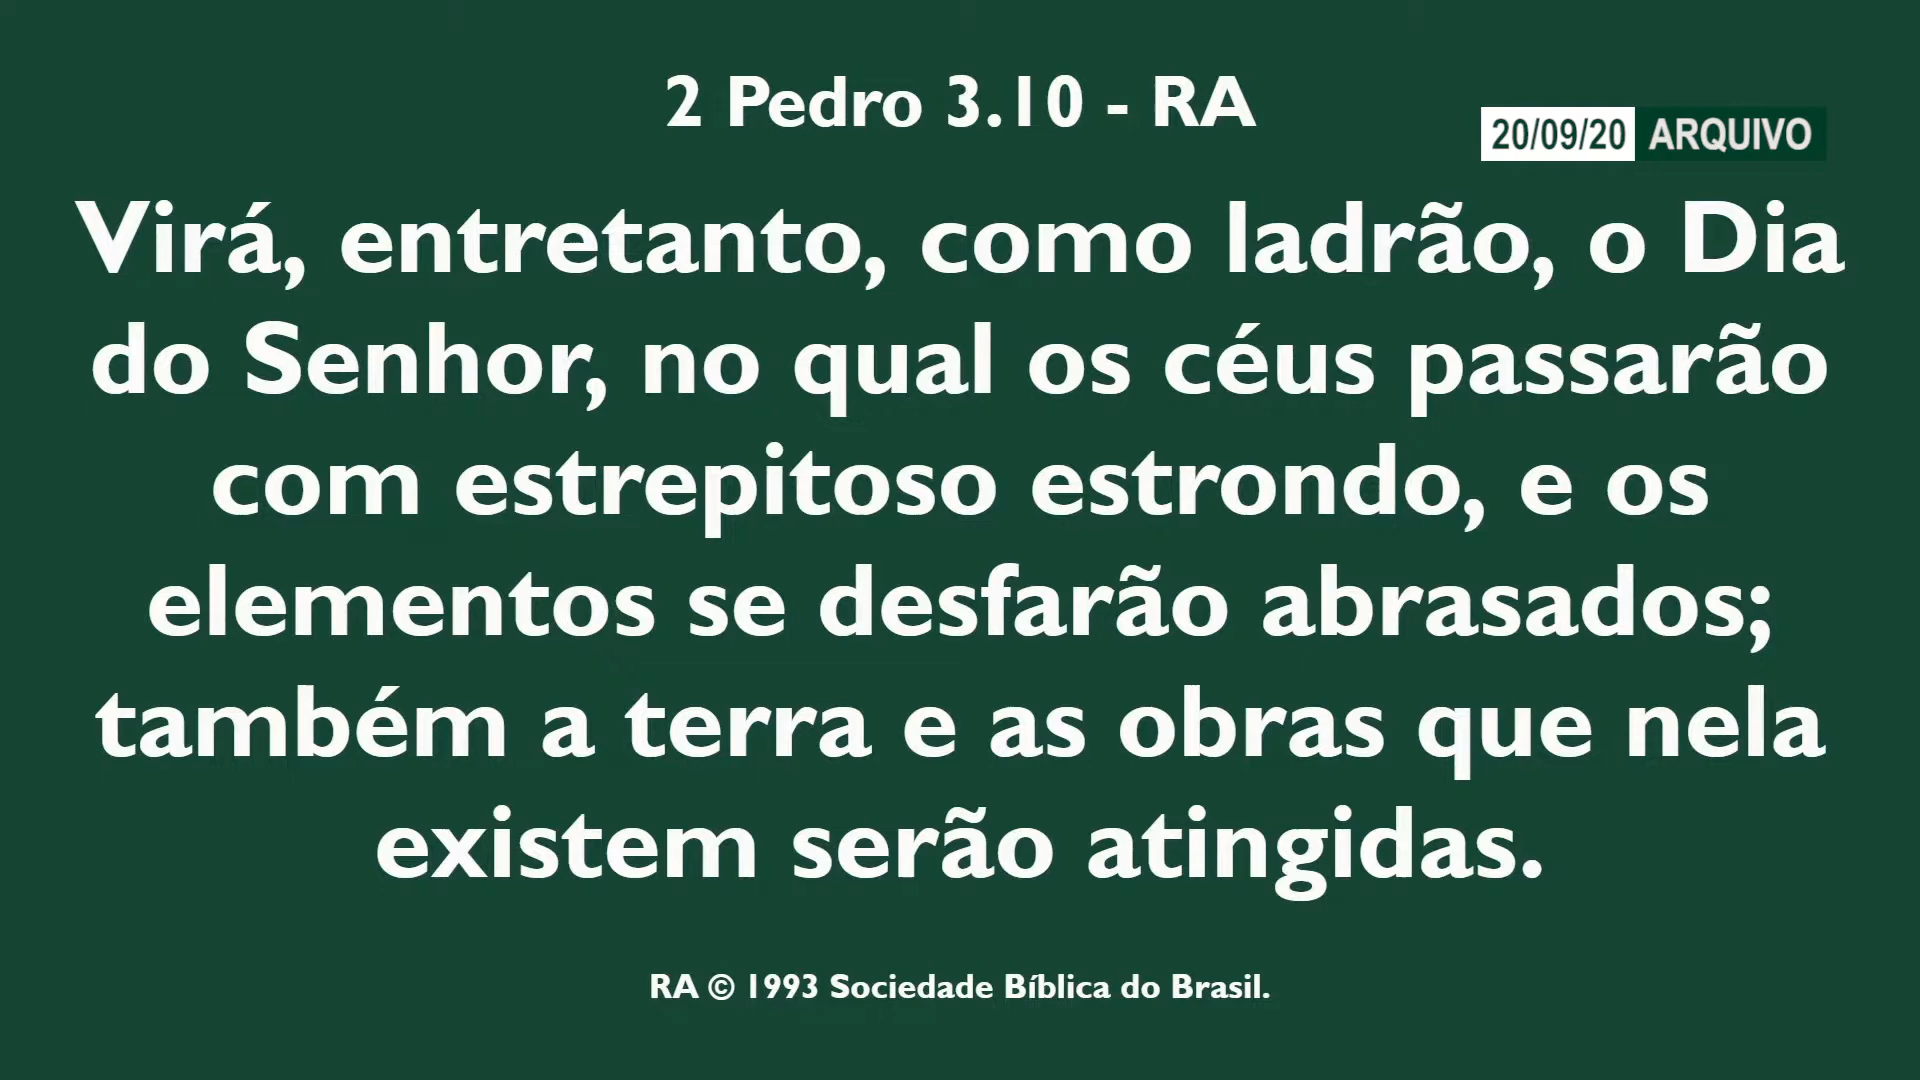 2 Pedro 3.10 - RA
20/09/20 ARQUIVO
Virá, entretanto, como ladrão, o Dia
do Senhor, no qual os céus passarão
com estrepitoso estrondo, e os
elementos se desfarão abrasados;
também a terra e as obras que nela
existem serão atingidas.
RA © 1993 Sociedade Bíblica do Brasil.